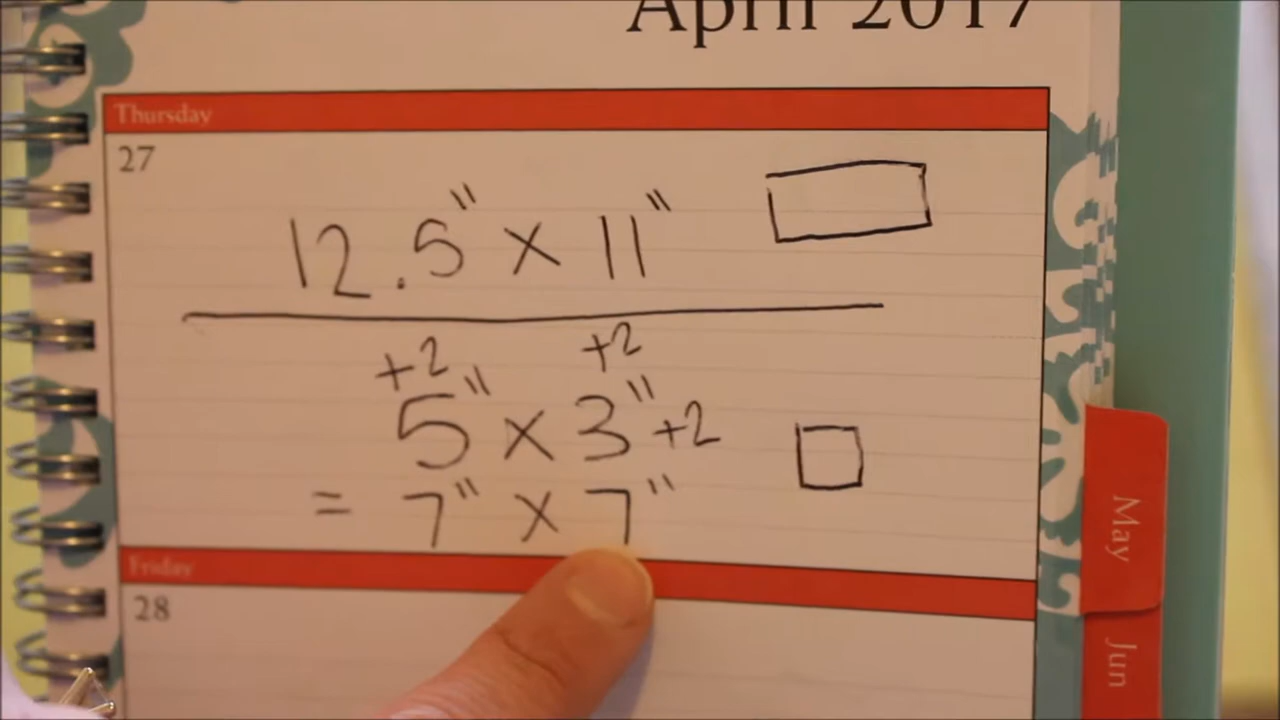 April 2017
Thursday
27
12.5" x 11"
+2 +2
5" x 3" +2
= 7" x 7"
Friday
28
May
Jun